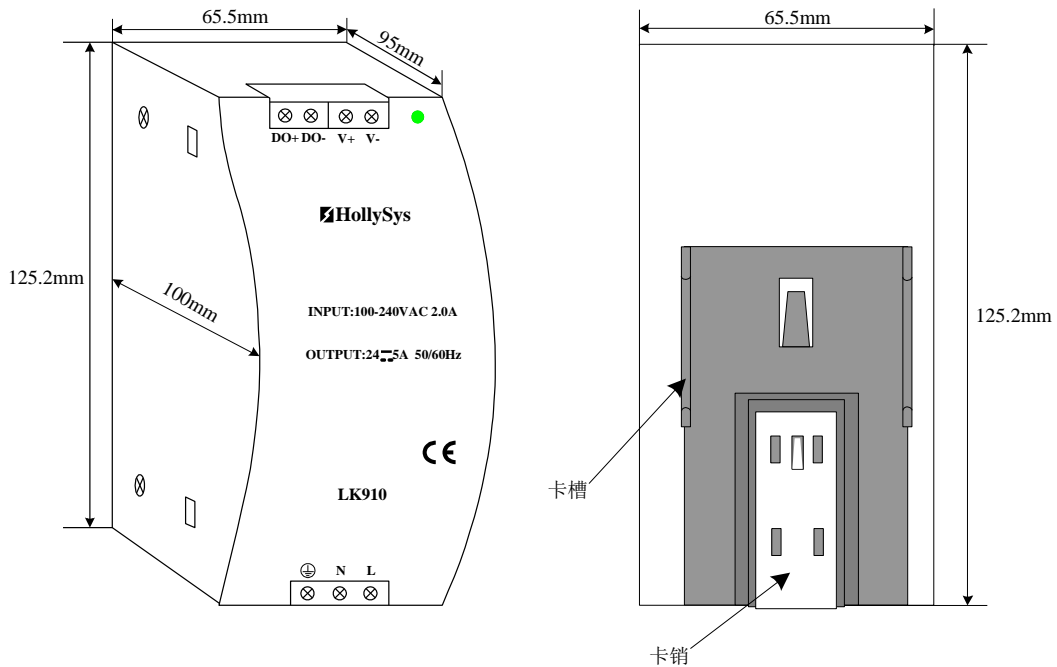 65.5mm
95mm
65.5mm
DO+ DO- V+ V-
HollySys
125.2mm
100mm
INPUT:100-240VAC 2.0A
125.2mm
OUTPUT:24 5A 50/60Hz
CE
卡槽
LK910
N L
卡销